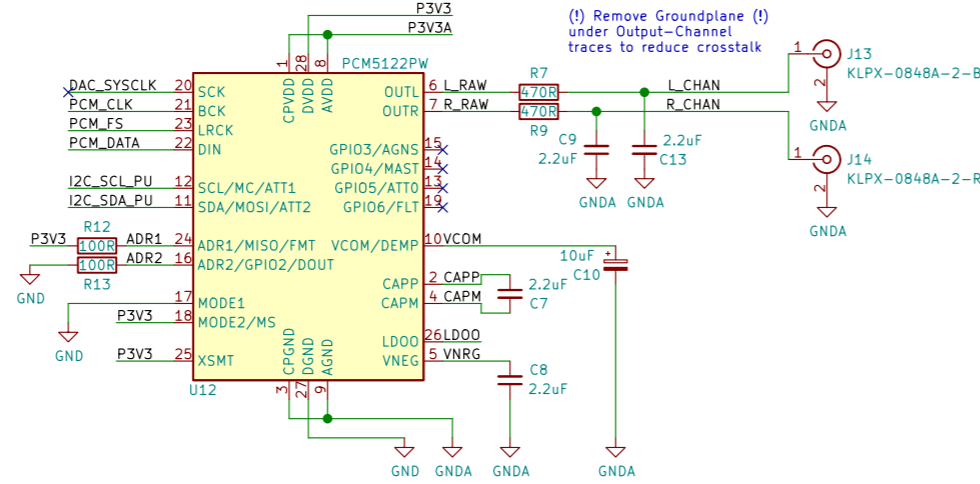 P3V3
P3V3A
(!) Remove Groundplane (!)
under Output-Channel
traces to reduce crosstalk
PCM5122PW
1
28
8
CPVDD
DVDD
AVDD
DAC_SYSCLK 20 SCK
PCM_CLK 21 BCK
PCM_FS 23 LRCK
PCM_DATA 22 DIN
I2C_SCL_PU 12 SCL/MC/ATT1
I2C_SDA_PU 11 SDA/MOSI/ATT2
P3V3 R12 100R ADR1 24 ADR1/MISO/FMT
GND R13 100R ADR2 16 ADR2/GPIO2/DOUT
GND 17 MODE1
P3V3 18 MODE2/MS
P3V3 25 XSMT
OUTL 6 L_RAW R7 470R L_CHAN
OUTR 7 R_RAW R9 470R R_CHAN
GPIO3/AGNS 15
GPIO4/MAST 14
GPIO5/ATT0 13
GPIO6/FLT 19
VCOM/DEMP 10 VCOM
CAPP 2 CAPP
CAPM 4 CAPM
LDOO 26 LDOO
VNEG 5 VNRG
CPGND
DGND
AGND
3
27
9
U12
C9
2.2uF
GNDA
2.2uF
C13
GNDA
1
2
J13
KLPX-0848A-2-B
GNDA
1
2
J14
KLPX-0848A-2-R
GNDA
10uF +
C10
2.2uF
C7
C8
2.2uF
GND
GNDA
GNDA
GNDA